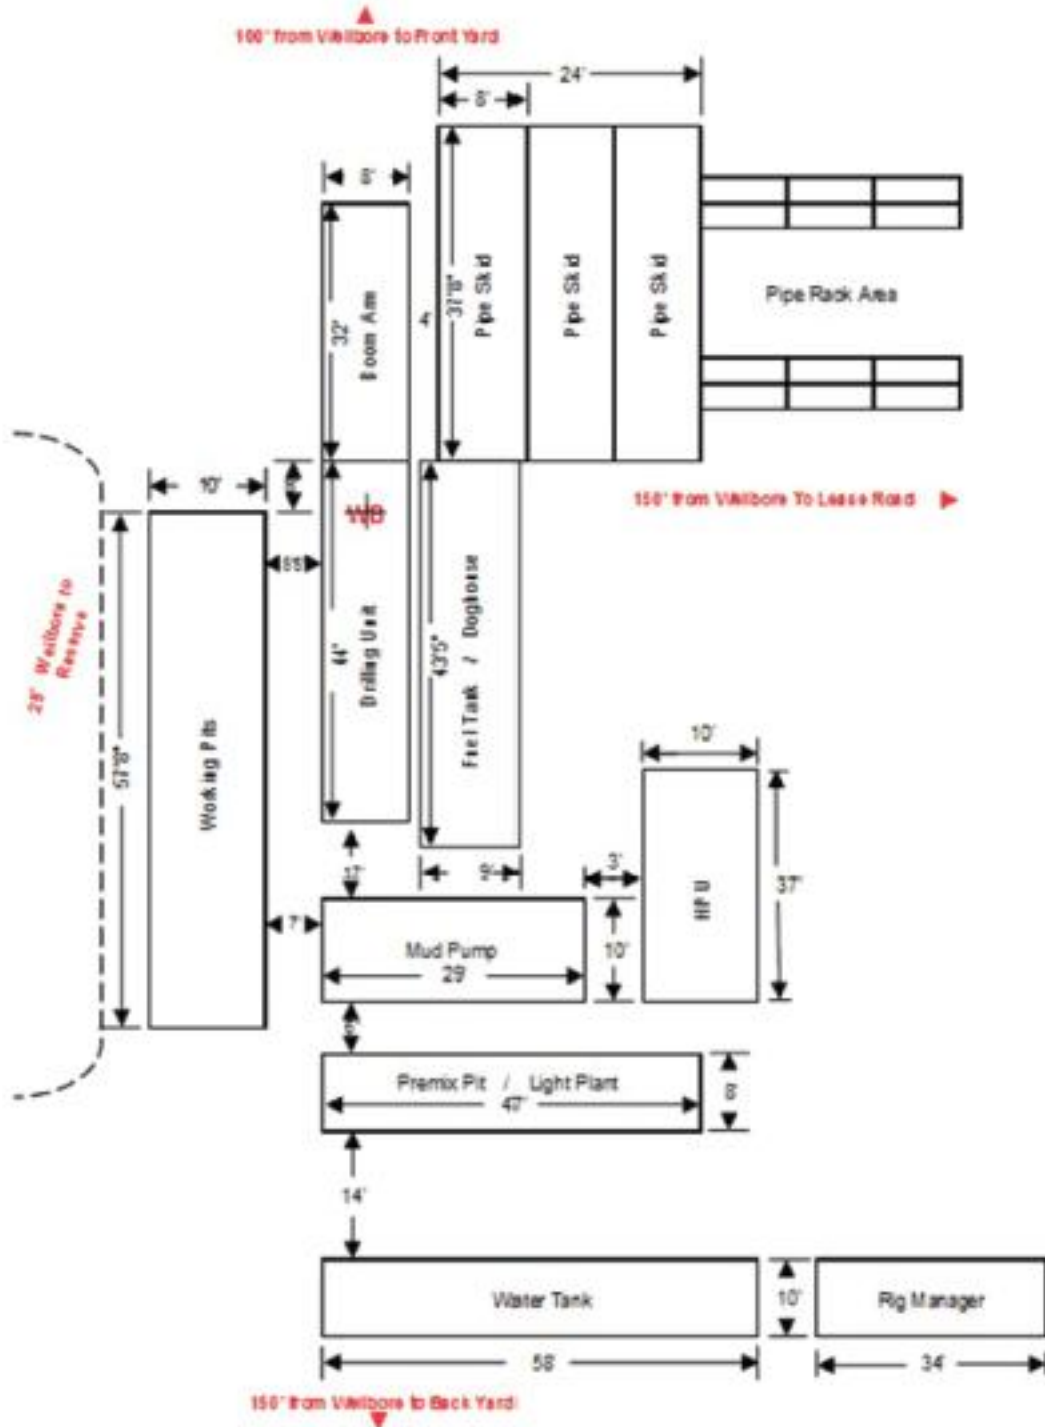 100' from Wellbore to Front Yard
24'
8'
8'
Boom Arm
32'
4'
37'8"
Pipe Skid
Pipe Skid
Pipe Skid
Pipe Rack Area
10'
WB
150' from Wellbore To Lease Road
25' Wellbore to
Reserve
57'8"
Working Pits
44'
Drilling Unit
43'5"
Fuel Tank / Doghouse
10'
HPU
37'
7'
Mud Pump
29'
10'
Premix Pit / Light Plant
47'
8'
14'
Water Tank
10'
Rig Manager
58'
34'
150' from Wellbore to Back Yard